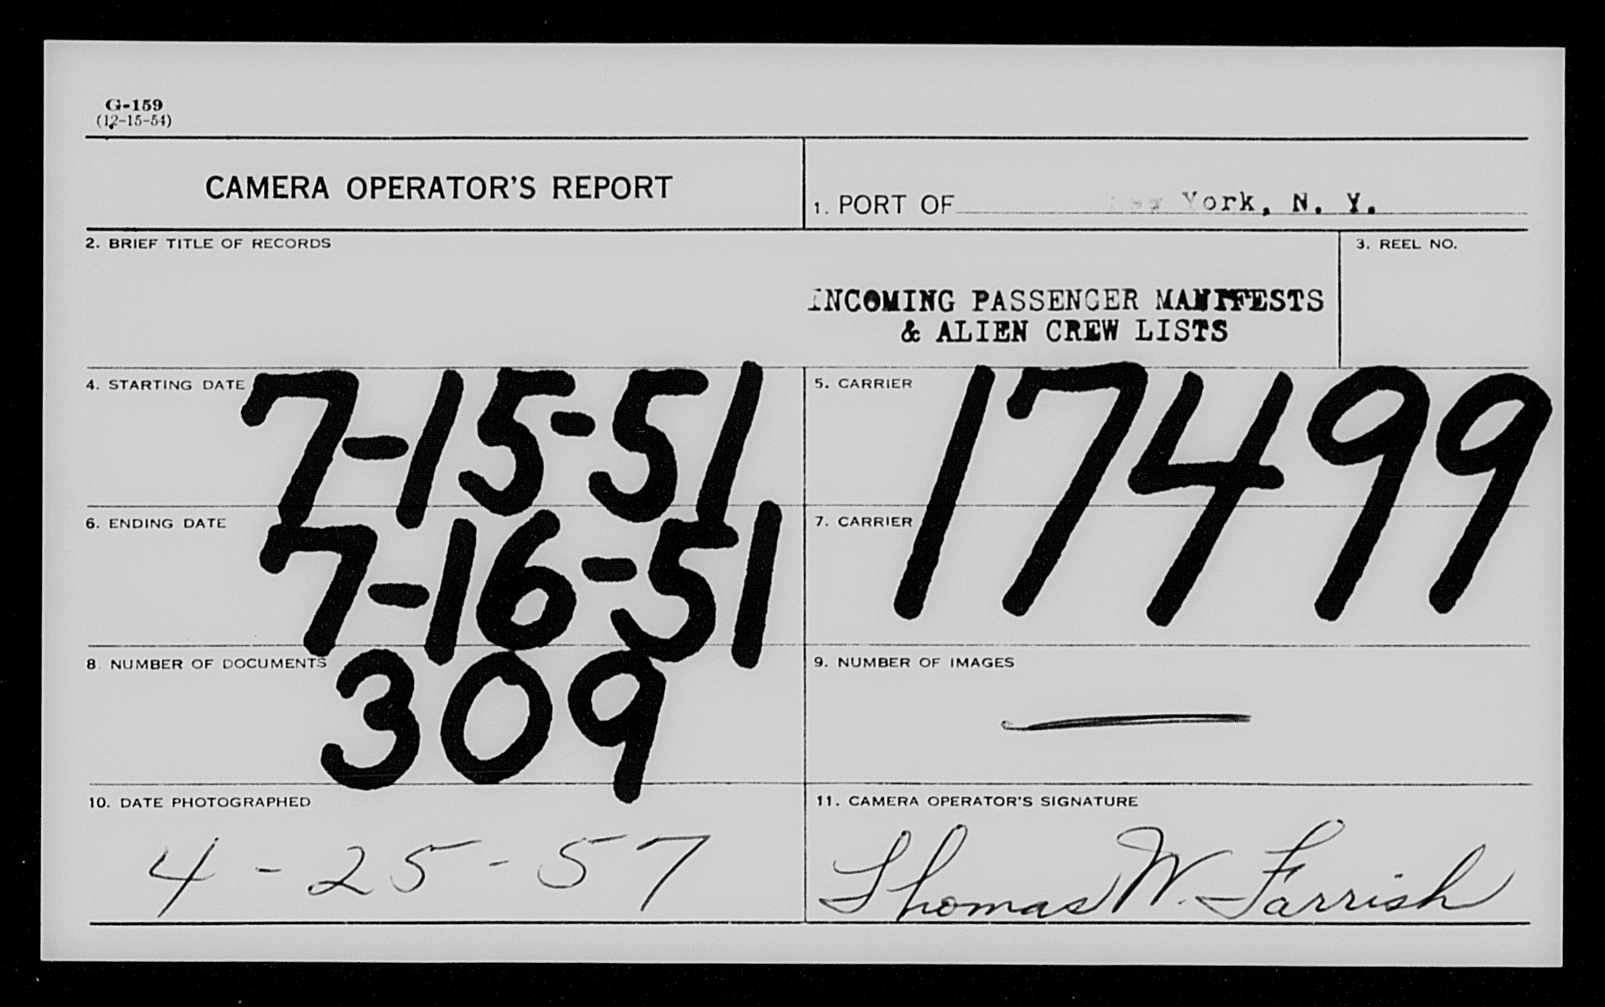 G-159
(12-15-54)
CAMERA OPERATOR'S REPORT
1. PORT OF New York, N. Y.
2. BRIEF TITLE OF RECORDS
3. REEL NO.
INCOMING PASSENGER MANIFESTS
& ALIEN CREW LISTS
4. STARTING DATE 7-15-51
5. CARRIER
17499
6. ENDING DATE 7-16-51
7. CARRIER
8. NUMBER OF DOCUMENTS
309
9. NUMBER OF IMAGES
—
10. DATE PHOTOGRAPHED
4-25-57
11. CAMERA OPERATOR'S SIGNATURE
Thomas W. Farrish